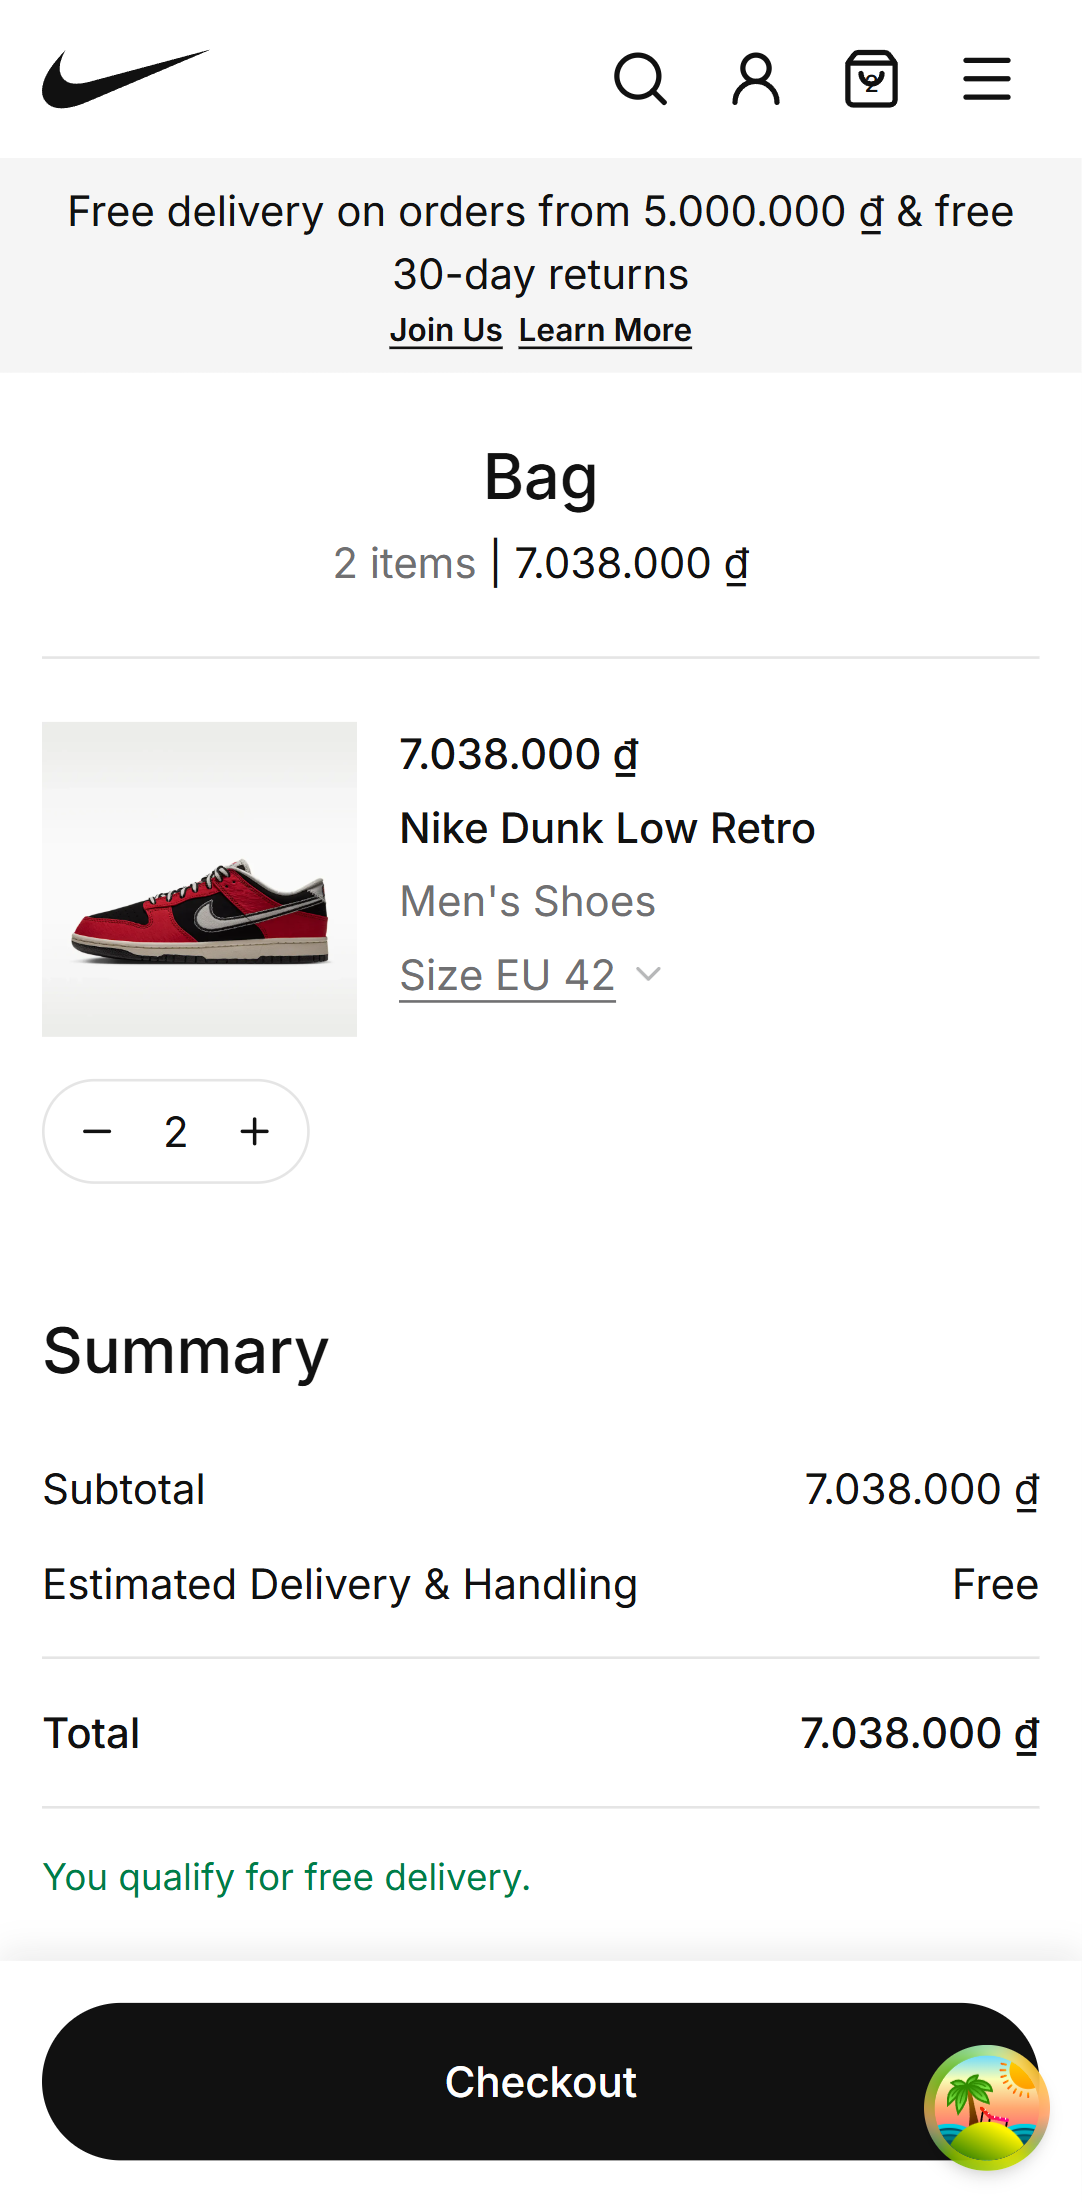 2
Free delivery on orders from 5.000.000 ₫ & free
30-day returns
Join Us Learn More
Bag
2 items | 7.038.000 ₫
7.038.000 ₫
Nike Dunk Low Retro
Men's Shoes
Size EU 42
2
Summary
Subtotal 7.038.000 ₫
Estimated Delivery & Handling Free
Total 7.038.000 ₫
You qualify for free delivery.
Checkout